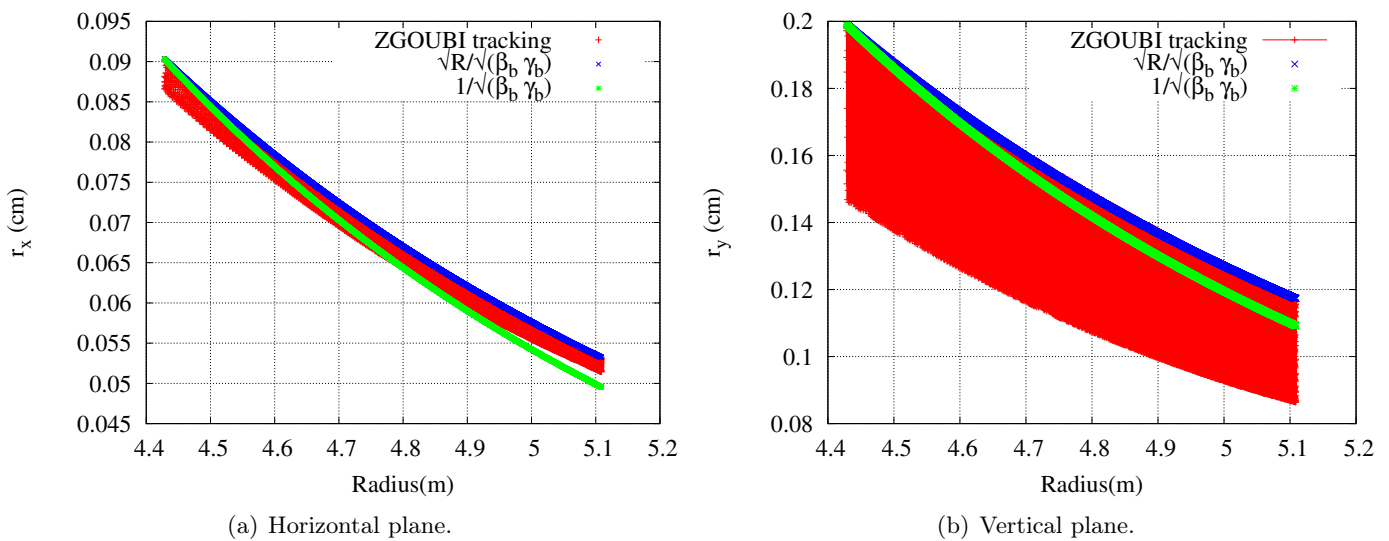 0.095
0.09
0.085
0.08
0.075
0.07
0.065
0.06
0.055
0.05
0.045
r_x (cm)
ZGOUBI tracking
√R/√(β_b γ_b)
1/√(β_b γ_b)
4.4 4.5 4.6 4.7 4.8 4.9 5 5.1 5.2
Radius(m)
(a) Horizontal plane.
0.2
0.18
0.16
0.14
0.12
0.1
0.08
r_y (cm)
ZGOUBI tracking
√R/√(β_b γ_b)
1/√(β_b γ_b)
4.4 4.5 4.6 4.7 4.8 4.9 5 5.1 5.2
Radius(m)
(b) Vertical plane.